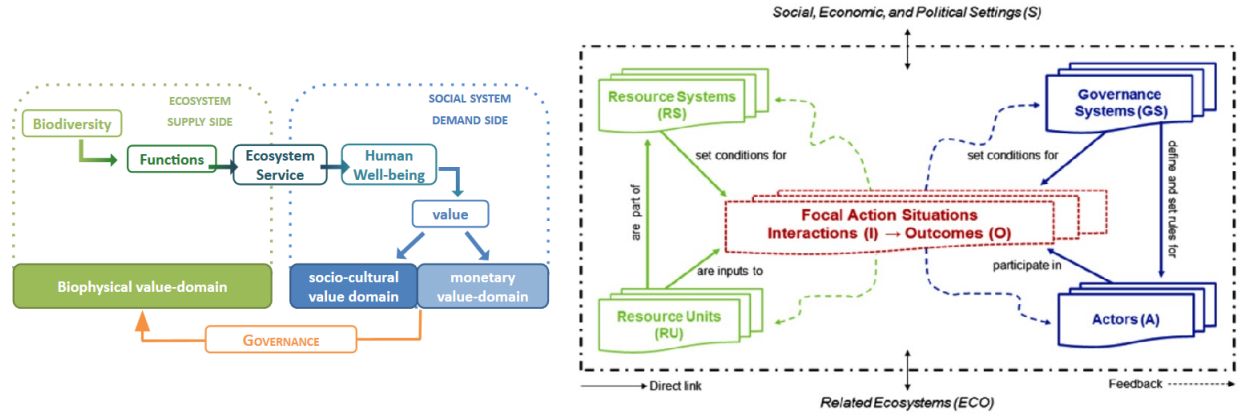 ECOSYSTEM
SUPPLY SIDE
SOCIAL SYSTEM
DEMAND SIDE
Biodiversity
Functions
Ecosystem
Service
Human
Well-being
value
Biophysical value-domain
socio-cultural
value domain
monetary
value-domain
GOVERNANCE
Social, Economic, and Political Settings (S)
Resource Systems
(RS)
Governance
Systems (GS)
set conditions for
set conditions for
are part of
define and set rules for
Focal Action Situations
Interactions (I) → Outcomes (O)
are inputs to
participate in
Resource Units
(RU)
Actors (A)
Direct link
Feedback
Related Ecosystems (ECO)